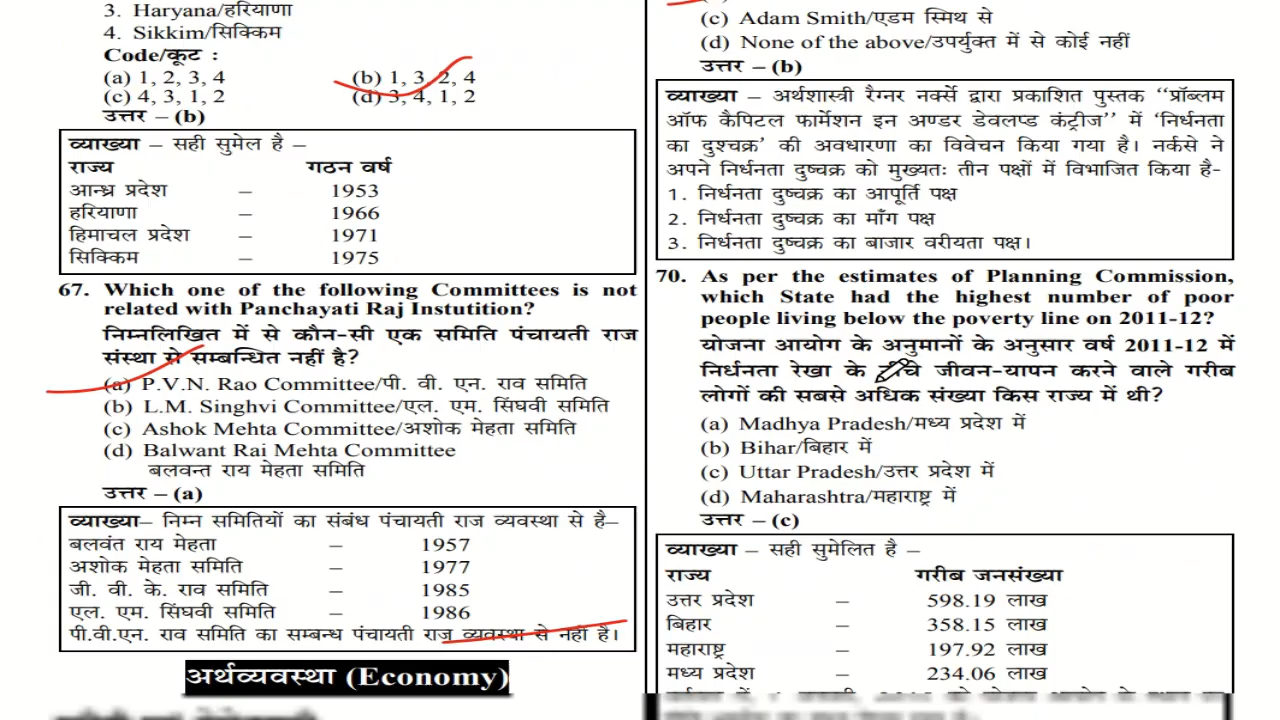 3. Haryana/हरियाणा
4. Sikkim/सिक्किम
Code/कूट :
(a) 1, 2, 3, 4 (b) 1, 3, 2, 4
(c) 4, 3, 1, 2 (d) 3, 4, 1, 2
उत्तर – (b)
व्याख्या – सही सुमेल है –
राज्य गठन वर्ष
आन्ध्र प्रदेश – 1953
हरियाणा – 1966
हिमाचल प्रदेश – 1971
सिक्किम – 1975
67. Which one of the following Committees is not
related with Panchayati Raj Instutition?
निम्नलिखित में से कौन-सी एक समिति पंचायती राज
संस्था से सम्बन्धित नहीं है?
(a) P.V.N. Rao Committee/पी. वी. एन. राव समिति
(b) L.M. Singhvi Committee/एल. एम. सिंघवी समिति
(c) Ashok Mehta Committee/अशोक मेहता समिति
(d) Balwant Rai Mehta Committee
बलवन्त राय मेहता समिति
उत्तर – (a)
व्याख्या– निम्न समितियों का संबंध पंचायती राज व्यवस्था से है–
बलवंत राय मेहता – 1957
अशोक मेहता समिति – 1977
जी. वी. के. राव समिति – 1985
एल. एम. सिंघवी समिति – 1986
पी.वी.एन. राव समिति का सम्बन्ध पंचायती राज व्यवस्था से नहीं है।
अर्थव्यवस्था (Economy)
(c) Adam Smith/एडम स्मिथ से
(d) None of the above/उपर्युक्त में से कोई नहीं
उत्तर – (b)
व्याख्या – अर्थशास्त्री रैग्नर नर्क्से द्वारा प्रकाशित पुस्तक ‘‘प्रॉब्लम
ऑफ कैपिटल फार्मेशन इन अण्डर डेवलप्ड कंट्रीज’’ में ‘निर्धनता
का दुश्चक्र’ की अवधारणा का विवेचन किया गया है। नर्कसे ने
अपने निर्धनता दुष्चक्र को मुख्यतः तीन पक्षों में विभाजित किया है-
1. निर्धनता दुष्चक्र का आपूर्ति पक्ष
2. निर्धनता दुष्चक्र का माँग पक्ष
3. निर्धनता दुष्चक्र का बाजार वरीयता पक्ष।
70. As per the estimates of Planning Commission,
which State had the highest number of poor
people living below the poverty line on 2011-12?
योजना आयोग के अनुमानों के अनुसार वर्ष 2011-12 में
निर्धनता रेखा के जीवन-यापन करने वाले गरीब
लोगों की सबसे अधिक संख्या किस राज्य में थी?
(a) Madhya Pradesh/मध्य प्रदेश में
(b) Bihar/बिहार में
(c) Uttar Pradesh/उत्तर प्रदेश में
(d) Maharashtra/महाराष्ट्र में
उत्तर – (c)
व्याख्या – सही सुमेलित है –
राज्य गरीब जनसंख्या
उत्तर प्रदेश – 598.19 लाख
बिहार – 358.15 लाख
महाराष्ट्र – 197.92 लाख
मध्य प्रदेश – 234.06 लाख